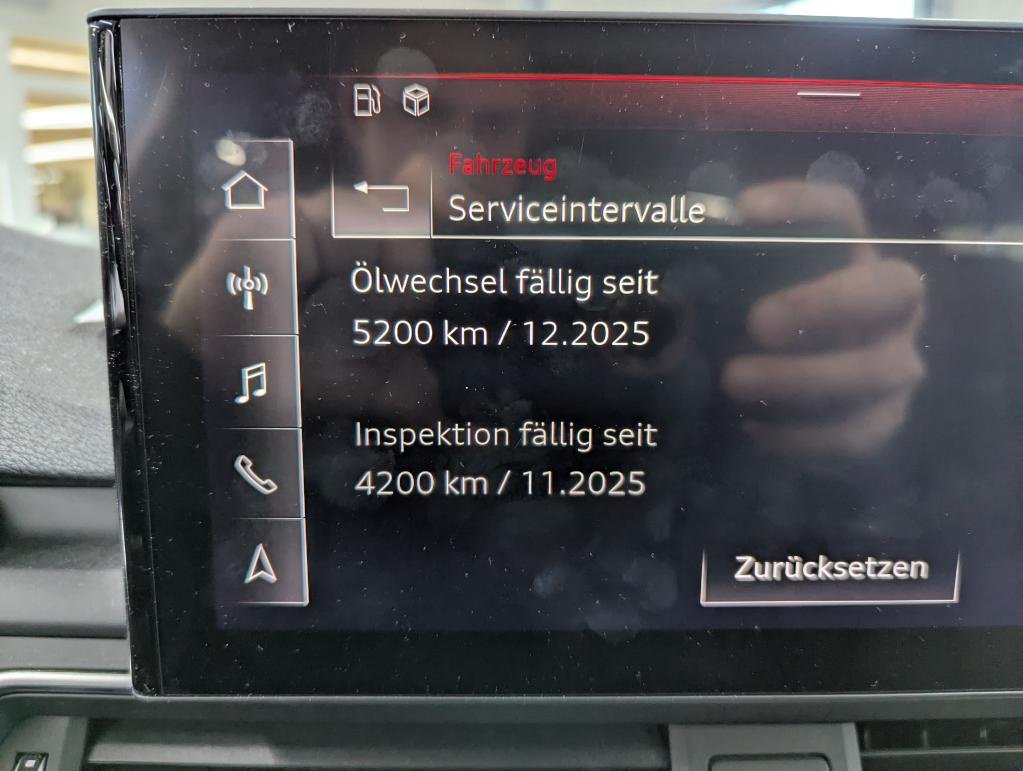 Fahrzeug
Serviceintervalle
Ölwechsel fällig seit
5200 km / 12.2025
Inspektion fällig seit
4200 km / 11.2025
Zurücksetzen